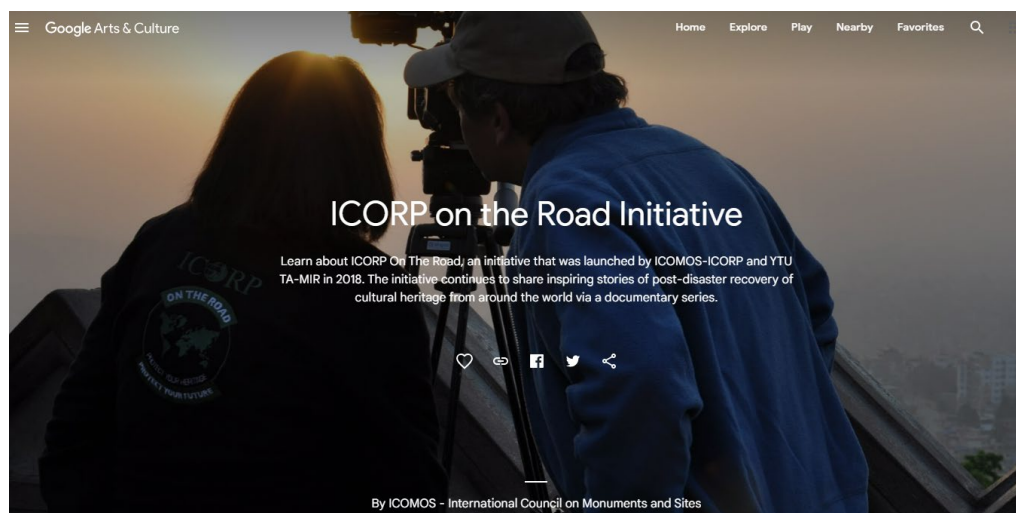 Google Arts & Culture
Home Explore Play Nearby Favorites
ICORP on the Road Initiative
Learn about ICORP On The Road, an initiative that was launched by ICOMOS-ICORP and YTU
TA-MIR in 2018. The initiative continues to share inspiring stories of post-disaster recovery of
cultural heritage from around the world via a documentary series.
ICORP
ON THE ROAD
PROTECT YOUR FUTURE
By ICOMOS - International Council on Monuments and Sites